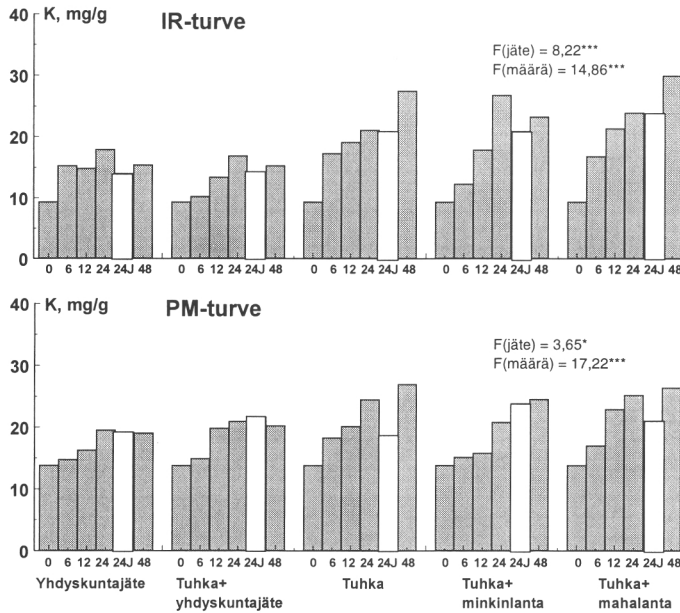 K, mg/g
IR-turve
F(jäte) = 8,22***
F(määrä) = 14,86***
40
30
20
10
0
0 6 12 24 24J 48 0 6 12 24 24J 48 0 6 12 24 24J 48 0 6 12 24 24J 48 0 6 12 24 24J 48
K, mg/g
PM-turve
F(jäte) = 3,65*
F(määrä) = 17,22***
40
30
20
10
0
0 6 12 24 24J 48 0 6 12 24 24J 48 0 6 12 24 24J 48 0 6 12 24 24J 48 0 6 12 24 24J 48
Yhdyskuntajäte
Tuhka+
yhdyskuntajäte
Tuhka
Tuhka+
minkinlanta
Tuhka+
mahalanta